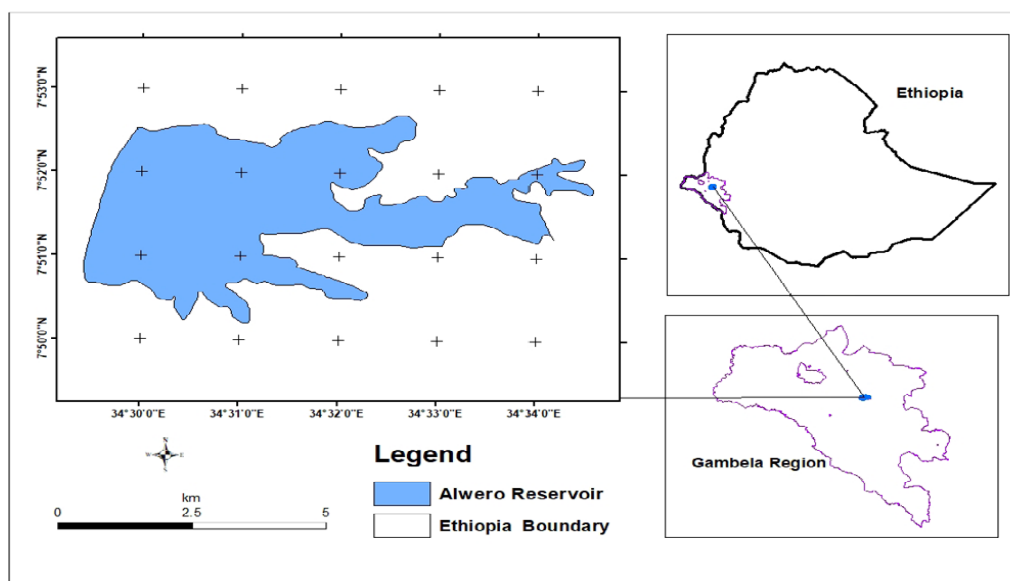 7°53'0"N
7°52'0"N
7°51'0"N
7°50'0"N
34°30'0"E
34°31'0"E
34°32'0"E
34°33'0"E
34°34'0"E
Ethiopia
Gambela Region
N
W E
S
km
0 2.5 5
Legend
Alwero Reservoir
Ethiopia Boundary